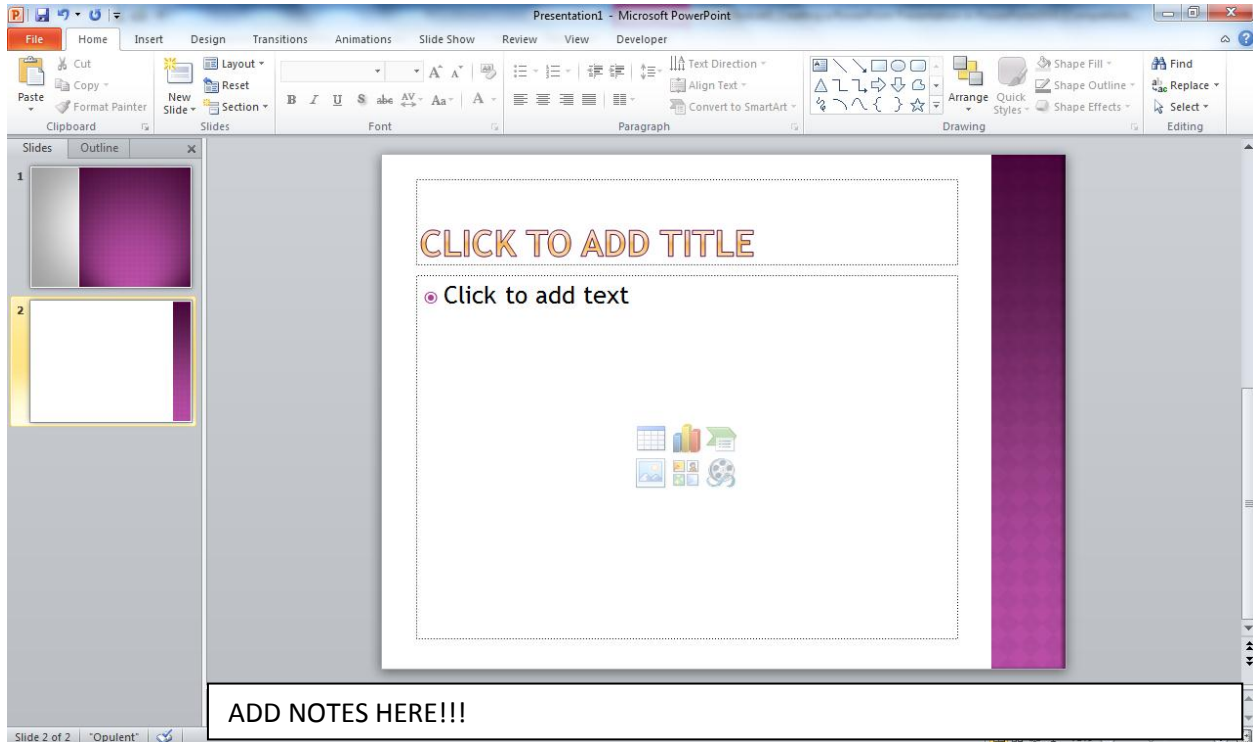 Presentation1 - Microsoft PowerPoint
File Home Insert Design Transitions Animations Slide Show Review View Developer
Paste
Cut
Copy
Format Painter
Clipboard
New Slide
Layout
Reset
Section
Slides
B I U S abc AV Aa A
Font
Text Direction
Align Text
Convert to SmartArt
Paragraph
Arrange
Quick Styles
Shape Fill
Shape Outline
Shape Effects
Drawing
Find
Replace
Select
Editing
Slides Outline
1
2
CLICK TO ADD TITLE
Click to add text
ADD NOTES HERE!!!
Slide 2 of 2 "Opulent"